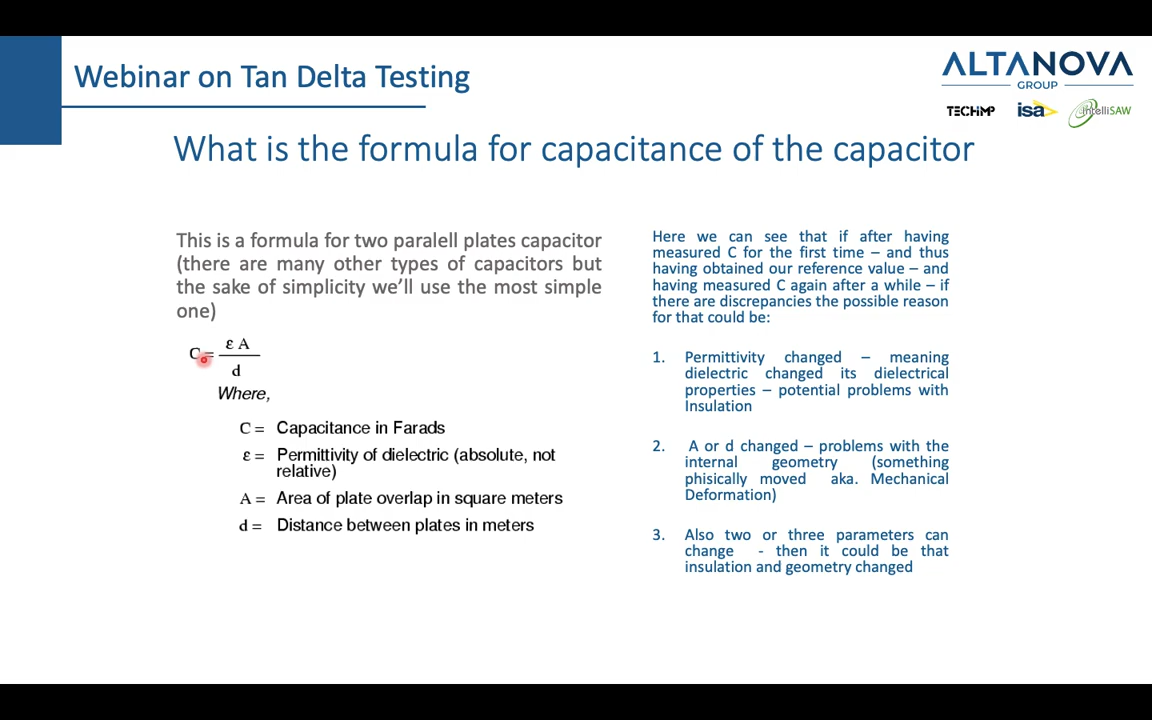 Webinar on Tan Delta Testing
ALTANOVA
GROUP
TECHIMP
isa
intelliSAW
What is the formula for capacitance of the capacitor
This is a formula for two paralell plates capacitor
(there are many other types of capacitors but
the sake of simplicity we'll use the most simple
one)
C = ε A
d
Where,
C = Capacitance in Farads
ε = Permittivity of dielectric (absolute, not
relative)
A = Area of plate overlap in square meters
d = Distance between plates in meters
Here we can see that if after having
measured C for the first time – and thus
having obtained our reference value – and
having measured C again after a while – if
there are discrepancies the possible reason
for that could be:
1. Permittivity changed – meaning
dielectric changed its dielectrical
properties – potential problems with
Insulation
2. A or d changed – problems with the
internal geometry (something
phisically moved aka. Mechanical
Deformation)
3. Also two or three parameters can
change - then it could be that
insulation and geometry changed